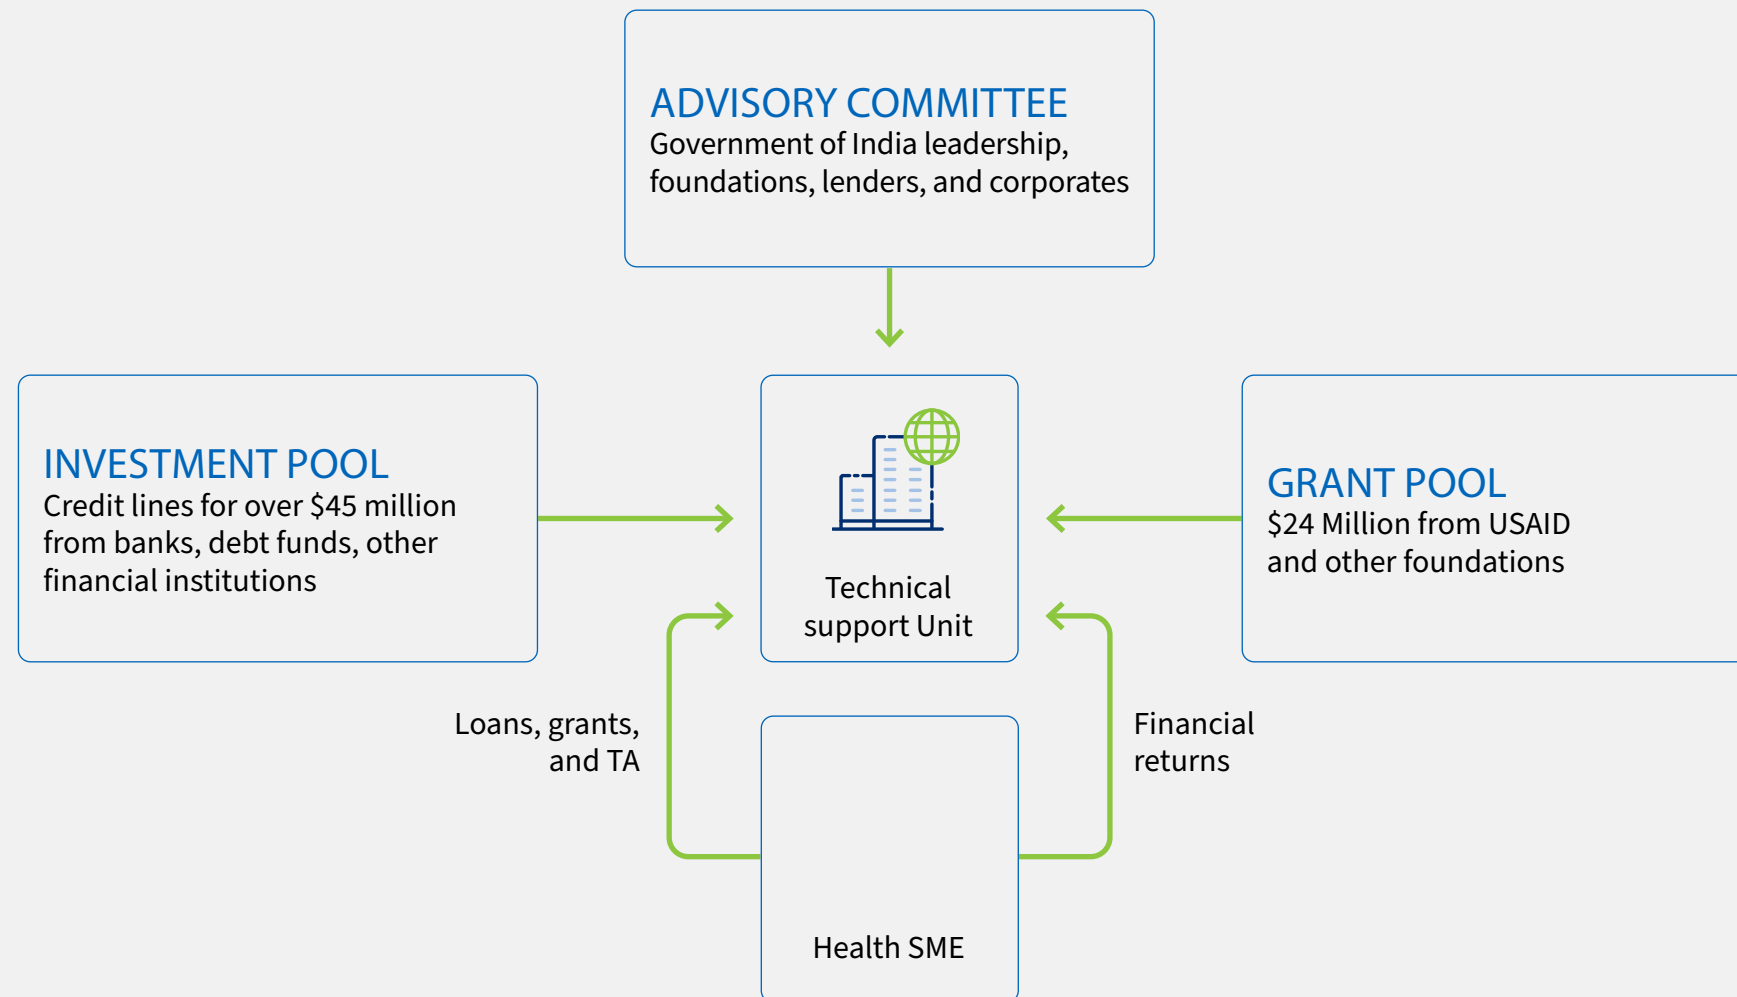 ADVISORY COMMITTEE
Government of India leadership,
foundations, lenders, and corporates
INVESTMENT POOL
Credit lines for over $45 million
from banks, debt funds, other
financial institutions
Technical
support Unit
GRANT POOL
$24 Million from USAID
and other foundations
Loans, grants,
and TA
Financial
returns
Health SME